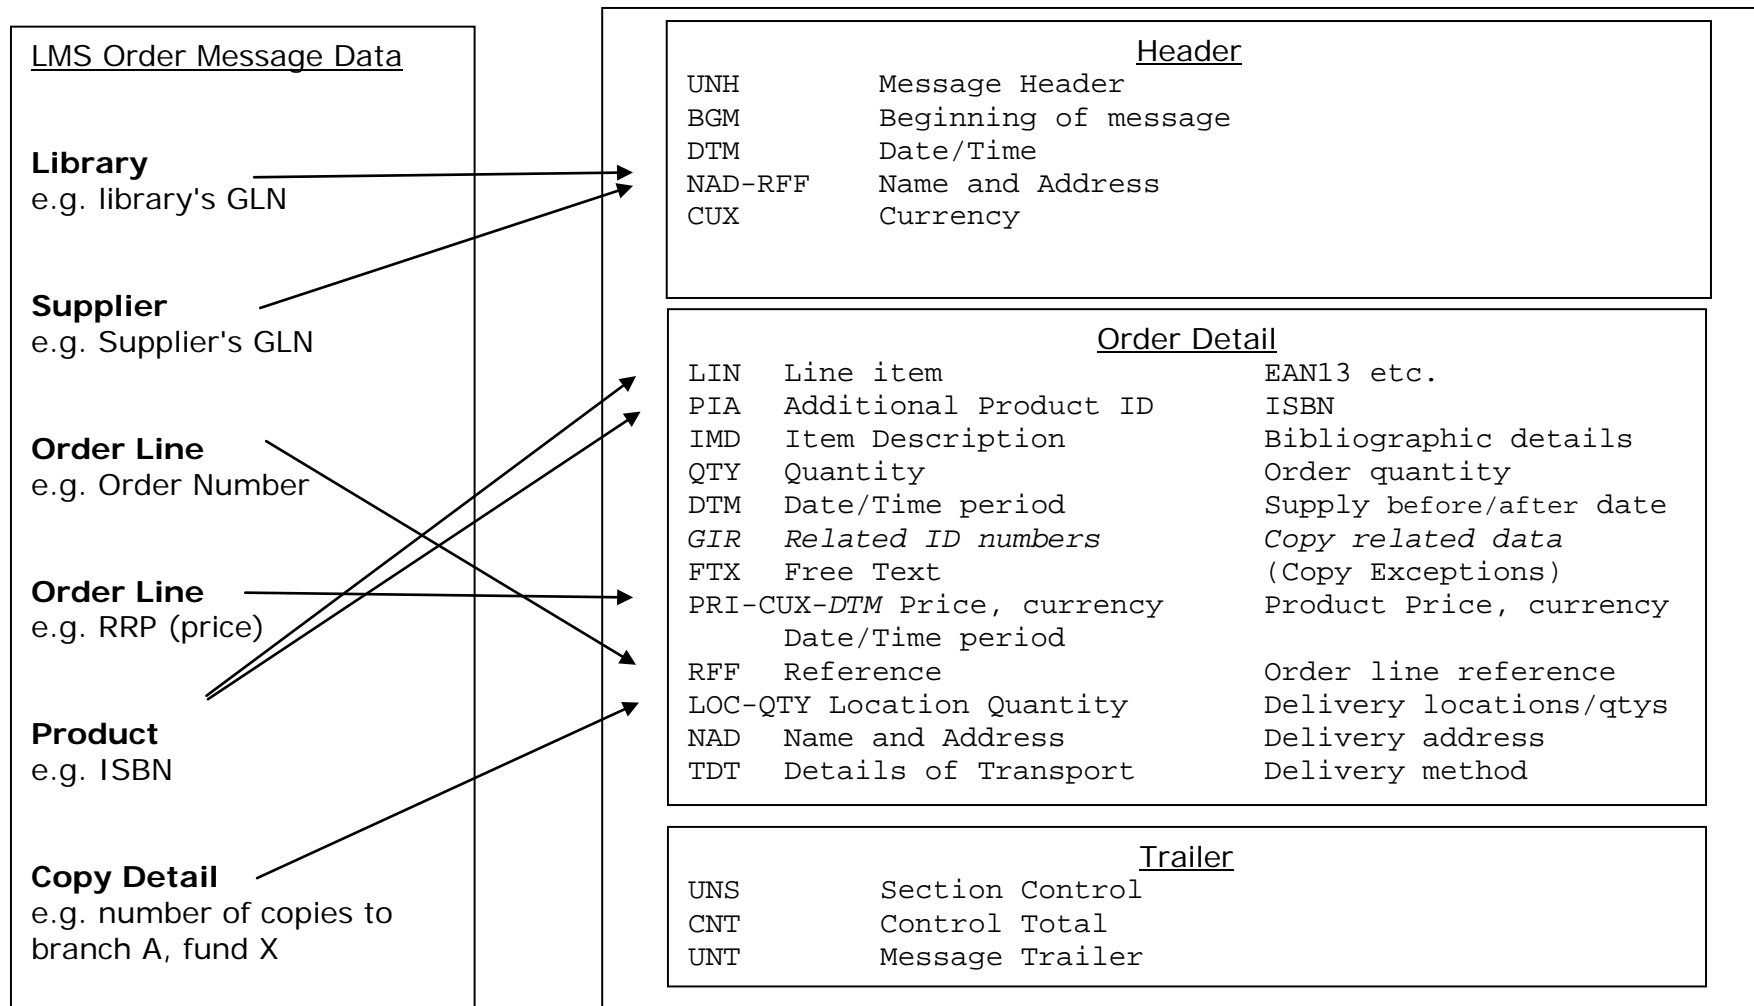 LMS Order Message Data
Library
e.g. library's GLN
Supplier
e.g. Supplier's GLN
Order Line
e.g. Order Number
Order Line
e.g. RRP (price)
Product
e.g. ISBN
Copy Detail
e.g. number of copies to
branch A, fund X
Header
UNH Message Header
BGM Beginning of message
DTM Date/Time
NAD-RFF Name and Address
CUX Currency
Order Detail
LIN Line item EAN13 etc.
PIA Additional Product ID ISBN
IMD Item Description Bibliographic details
QTY Quantity Order quantity
DTM Date/Time period Supply before/after date
GIR Related ID numbers Copy related data
FTX Free Text (Copy Exceptions)
PRI-CUX-DTM Price, currency Product Price, currency
Date/Time period
RFF Reference Order line reference
LOC-QTY Location Quantity Delivery locations/qtys
NAD Name and Address Delivery address
TDT Details of Transport Delivery method
Trailer
UNS Section Control
CNT Control Total
UNT Message Trailer